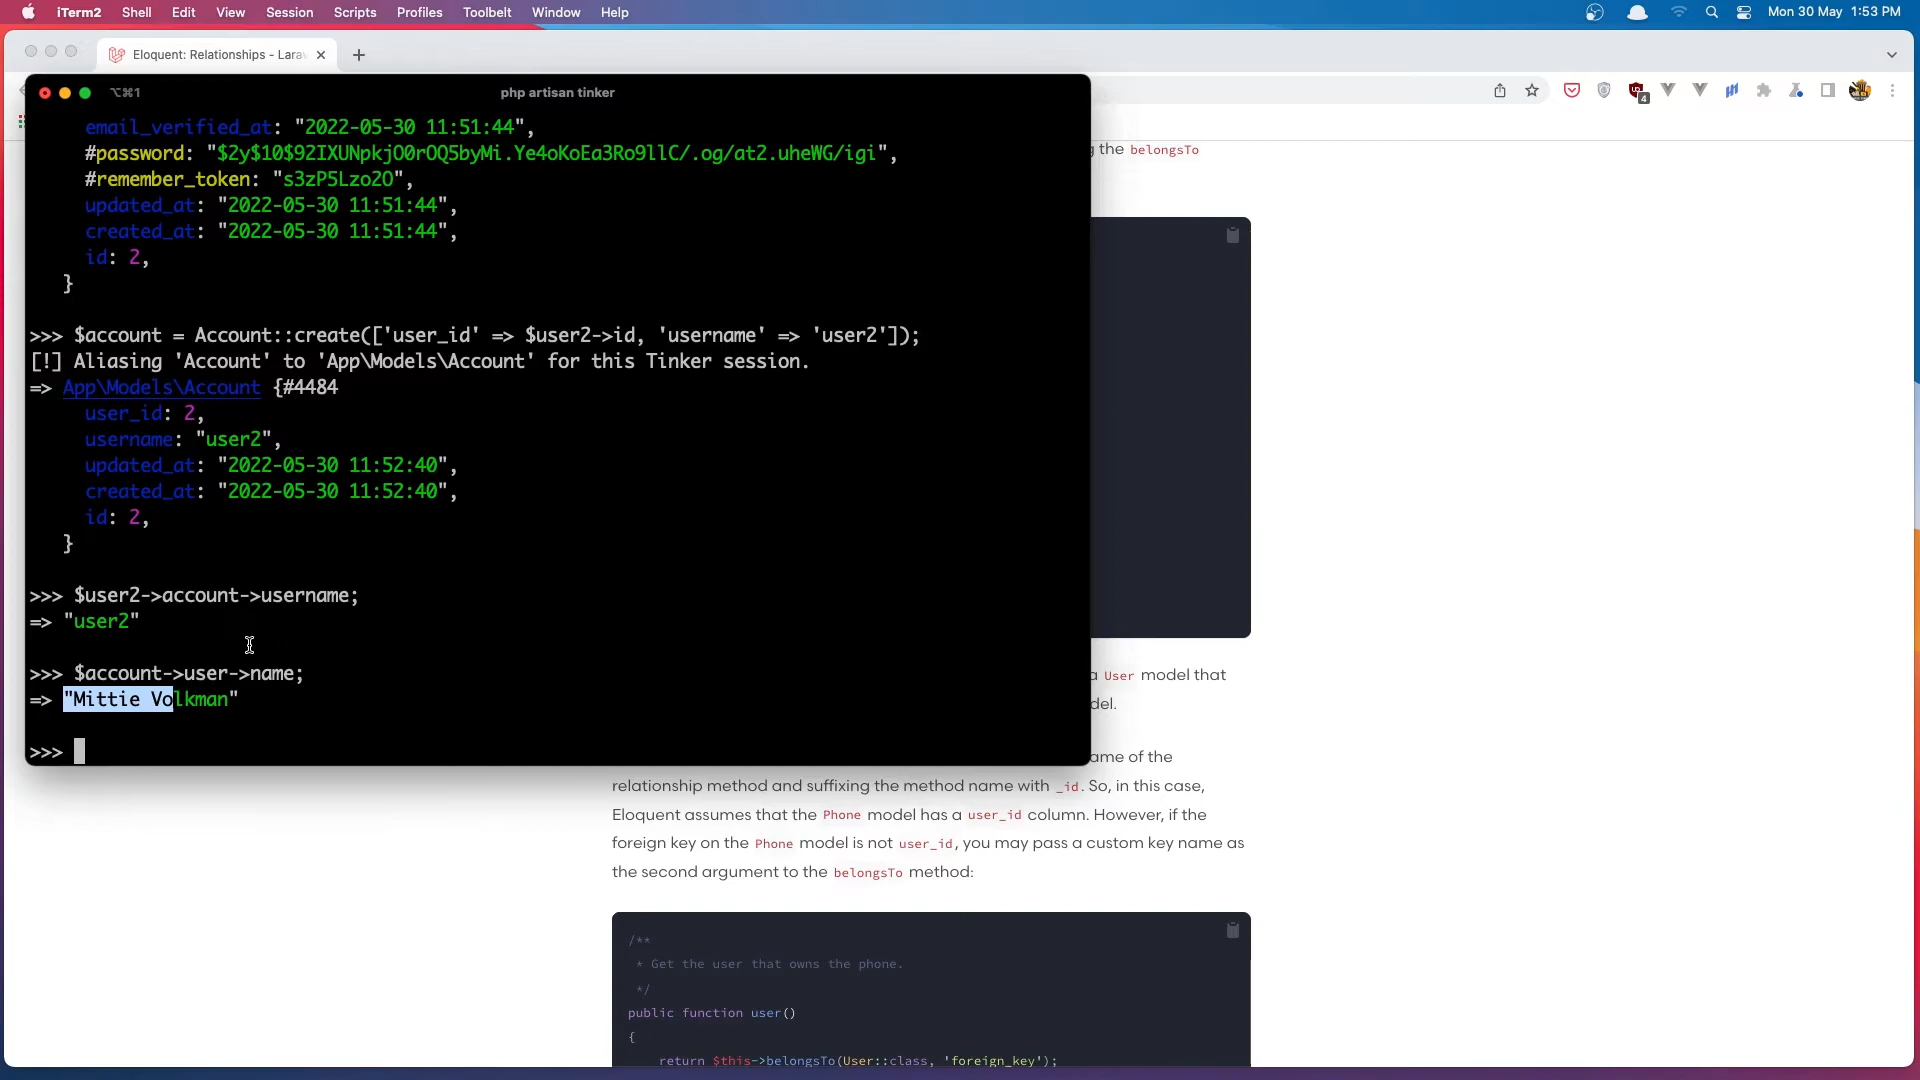 iTerm2 Shell Edit View Session Scripts Profiles Toolbelt Window Help Mon 30 May 1:53 PM
Eloquent: Relationships - Lara
⌥⌘1 php artisan tinker
4
email_verified_at: "2022-05-30 11:51:44",
#password: "$2y$10$92IXUNpkjO0rOQ5byMi.Ye4oKoEa3Ro9llC/.og/at2.uheWG/igi",
#remember_token: "s3zP5Lzo2O",
updated_at: "2022-05-30 11:51:44",
created_at: "2022-05-30 11:51:44",
id: 2,
}
>>> $account = Account::create(['user_id' => $user2->id, 'username' => 'user2']);
[!] Aliasing 'Account' to 'App\Models\Account' for this Tinker session.
=> App\Models\Account {#4484
user_id: 2,
username: "user2",
updated_at: "2022-05-30 11:52:40",
created_at: "2022-05-30 11:52:40",
id: 2,
}
>>> $user2->account->username;
=> "user2"
>>> $account->user->name;
=> "Mittie Volkman"
>>>
g the belongsTo
a User model that
del.
ame of the
relationship method and suffixing the method name with _id. So, in this case,
Eloquent assumes that the Phone model has a user_id column. However, if the
foreign key on the Phone model is not user_id, you may pass a custom key name as
the second argument to the belongsTo method:
/**
* Get the user that owns the phone.
*/
public function user()
{
return $this->belongsTo(User::class, 'foreign_key');